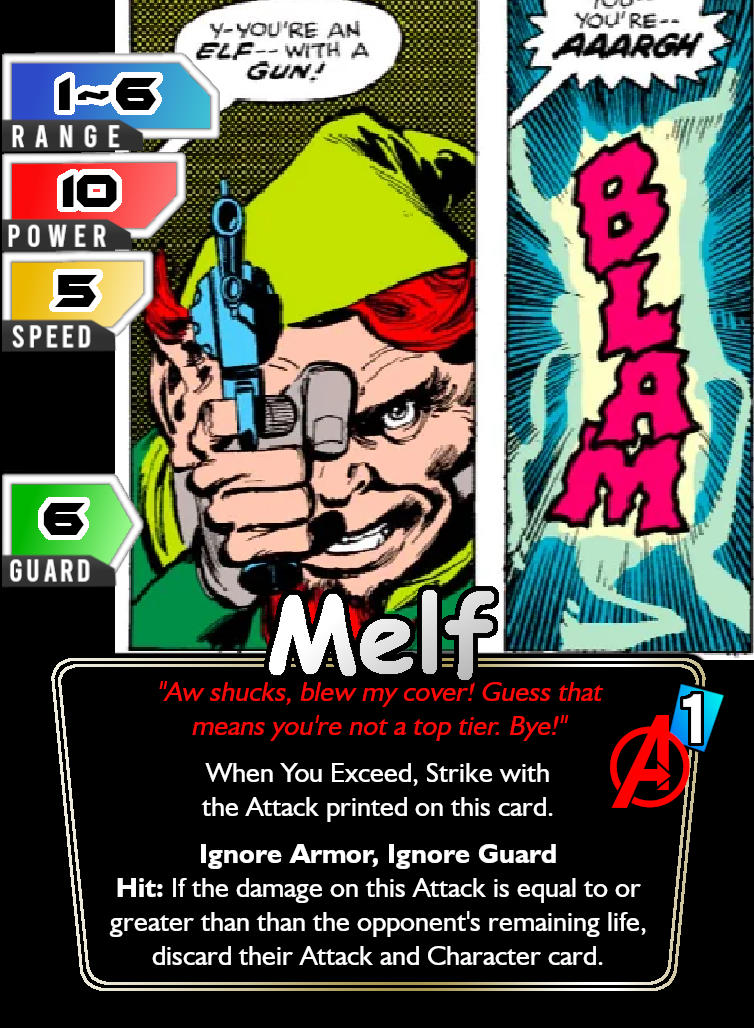 Y-YOU'RE AN
ELF-- WITH A
GUN!
YOU'RE--
AAARGH
1~6
RANGE
10
POWER
5
SPEED
6
GUARD
BLAM
Melf
"Aw shucks, blew my cover! Guess that
means you're not a top tier. Bye!"
1
A
When You Exceed, Strike with
the Attack printed on this card.
Ignore Armor, Ignore Guard
Hit: If the damage on this Attack is equal to or
greater than than the opponent's remaining life,
discard their Attack and Character card.